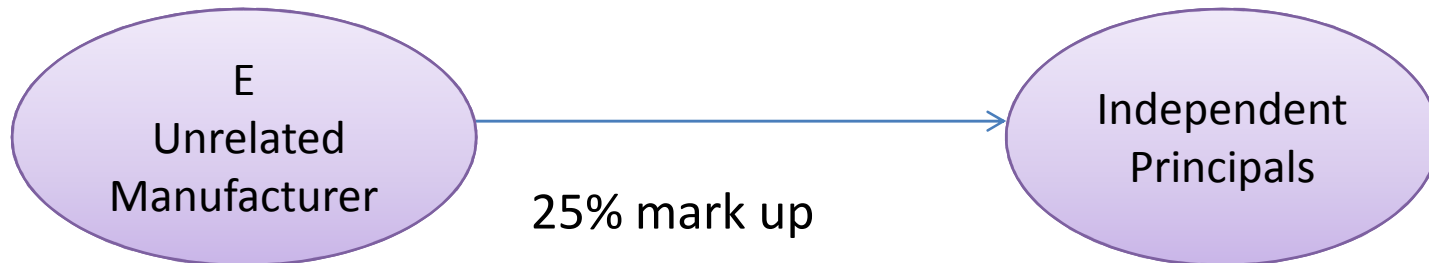 E
Unrelated
Manufacturer
25% mark up
Independent
Principals